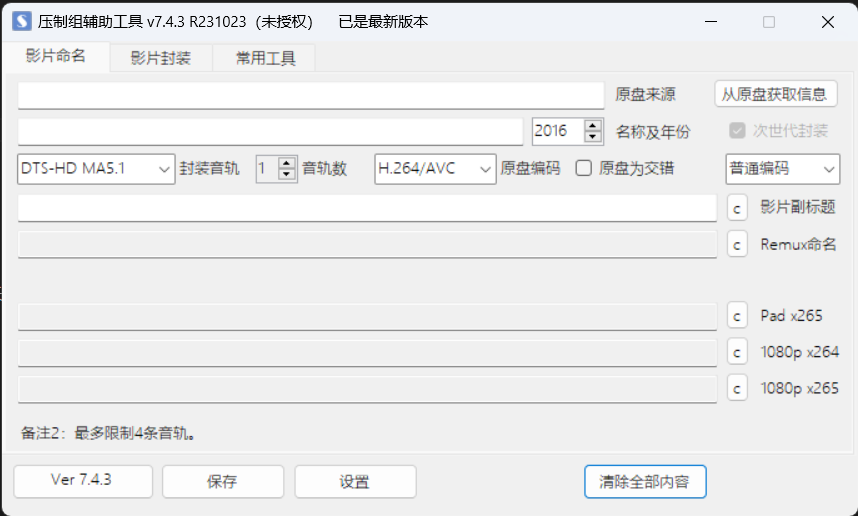 压制组辅助工具 v7.4.3 R231023（未授权） 已是最新版本
影片命名 影片封装 常用工具
原盘来源 从原盘获取信息
2016 名称及年份 次世代封装
DTS-HD MA5.1 封装音轨 1 音轨数 H.264/AVC 原盘编码 原盘为交错 普通编码
c 影片副标题
c Remux命名
c Pad x265
c 1080p x264
c 1080p x265
备注2：最多限制4条音轨。
Ver 7.4.3 保存 设置 清除全部内容